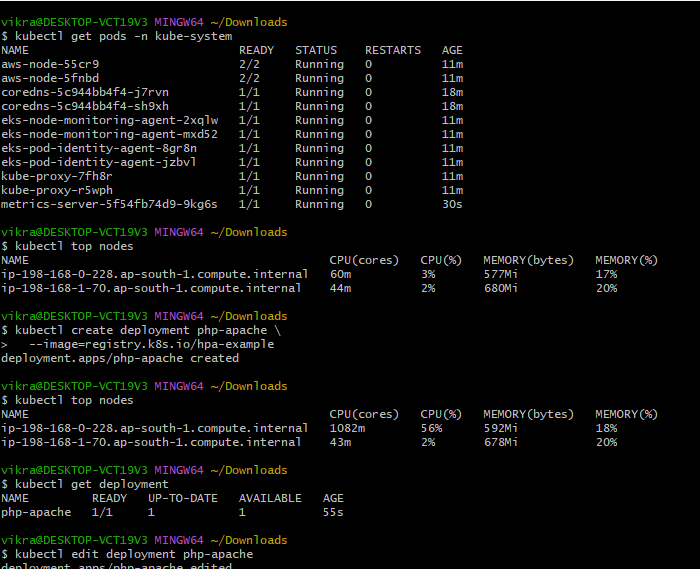 vikra@DESKTOP-VCT19V3 MINGW64 ~/Downloads
$ kubectl get pods -n kube-system
NAME READY STATUS RESTARTS AGE
aws-node-55cr9 2/2 Running 0 11m
aws-node-5fnbd 2/2 Running 0 11m
coredns-5c944bb4f4-j7rvn 1/1 Running 0 18m
coredns-5c944bb4f4-sh9xh 1/1 Running 0 18m
eks-node-monitoring-agent-2xqlw 1/1 Running 0 11m
eks-node-monitoring-agent-mxd52 1/1 Running 0 11m
eks-pod-identity-agent-8gr8n 1/1 Running 0 11m
eks-pod-identity-agent-jzbvl 1/1 Running 0 11m
kube-proxy-7fh8r 1/1 Running 0 11m
kube-proxy-r5wph 1/1 Running 0 11m
metrics-server-5f54fb74d9-9kg6s 1/1 Running 0 30s
vikra@DESKTOP-VCT19V3 MINGW64 ~/Downloads
$ kubectl top nodes
NAME CPU(cores) CPU(%) MEMORY(bytes) MEMORY(%)
ip-198-168-0-228.ap-south-1.compute.internal 60m 3% 577Mi 17%
ip-198-168-1-70.ap-south-1.compute.internal 44m 2% 680Mi 20%
vikra@DESKTOP-VCT19V3 MINGW64 ~/Downloads
$ kubectl create deployment php-apache \
> --image=registry.k8s.io/hpa-example
deployment.apps/php-apache created
vikra@DESKTOP-VCT19V3 MINGW64 ~/Downloads
$ kubectl top nodes
NAME CPU(cores) CPU(%) MEMORY(bytes) MEMORY(%)
ip-198-168-0-228.ap-south-1.compute.internal 1082m 56% 592Mi 18%
ip-198-168-1-70.ap-south-1.compute.internal 43m 2% 678Mi 20%
vikra@DESKTOP-VCT19V3 MINGW64 ~/Downloads
$ kubectl get deployment
NAME READY UP-TO-DATE AVAILABLE AGE
php-apache 1/1 1 1 55s
vikra@DESKTOP-VCT19V3 MINGW64 ~/Downloads
$ kubectl edit deployment php-apache
deployment.apps/php-apache edited